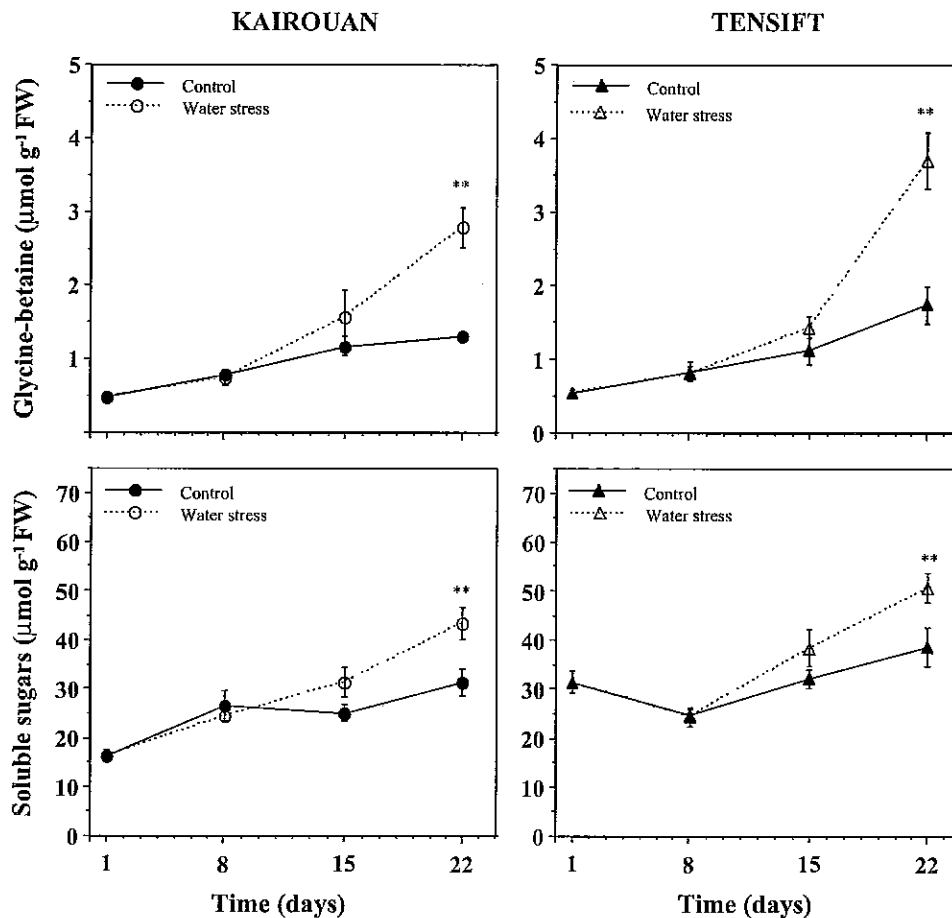 KAIROUAN
TENSIFT
Glycine-betaine (µmol g⁻¹ FW)
5
4
3
2
1
Control
Water stress
**
5
4
3
2
1
0
Control
Water stress
**
Soluble sugars (µmol g⁻¹ FW)
70
60
50
40
30
20
10
0
Control
Water stress
**
70
60
50
40
30
20
10
0
Control
Water stress
**
1 8 15 22
1 8 15 22
Time (days)
Time (days)